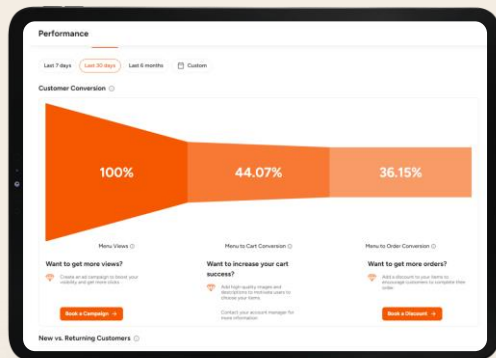 Performance
Last 7 days
Last 30 days
Last 6 months
Custom
Customer Conversion
100%
44.07%
36.15%
Menu Views
Menu to Cart Conversion
Menu to Order Conversion
Want to get more views?
Create an ad campaign to boost your
visibility and get more clicks
Book a Campaign →
Want to increase your cart
success?
Add high-quality images and
descriptions to motivate users to
choose your items.
Contact your account manager for
more information
Want to get more orders?
Add a discount to your items to
encourage customers to complete their
order.
Book a Discount →
New vs. Returning Customers